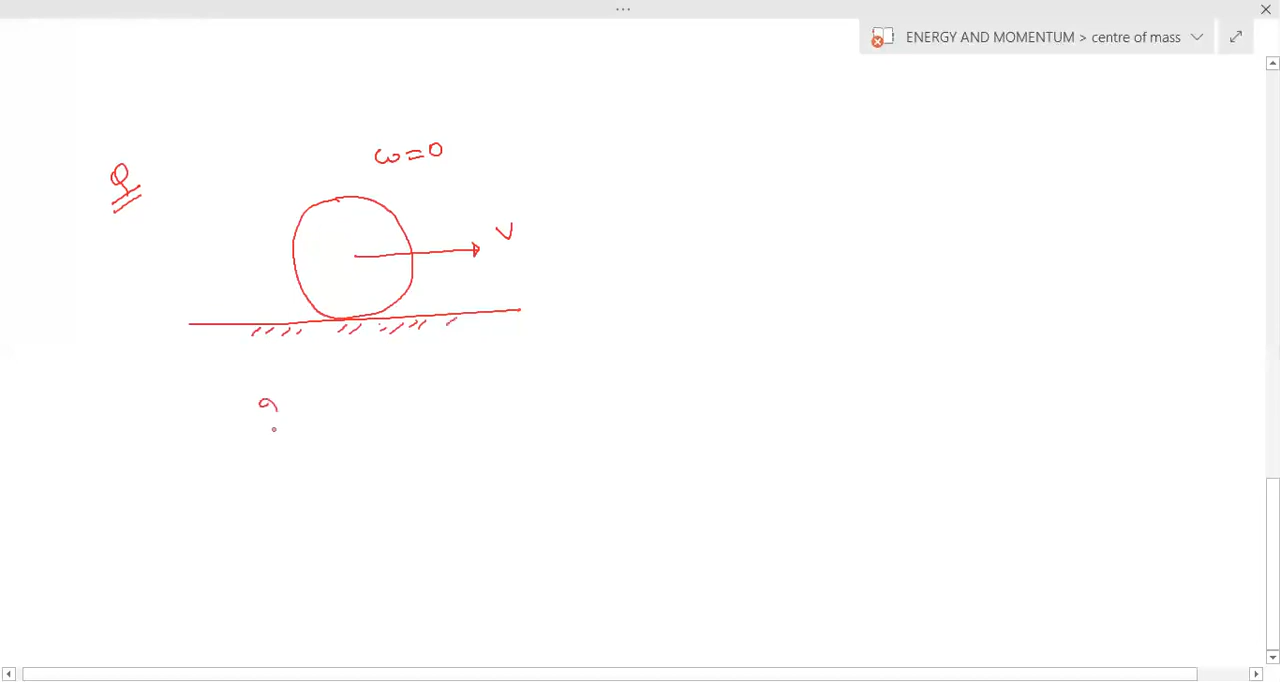 ENERGY AND MOMENTUM > centre of mass
ω=0
Q
V
?